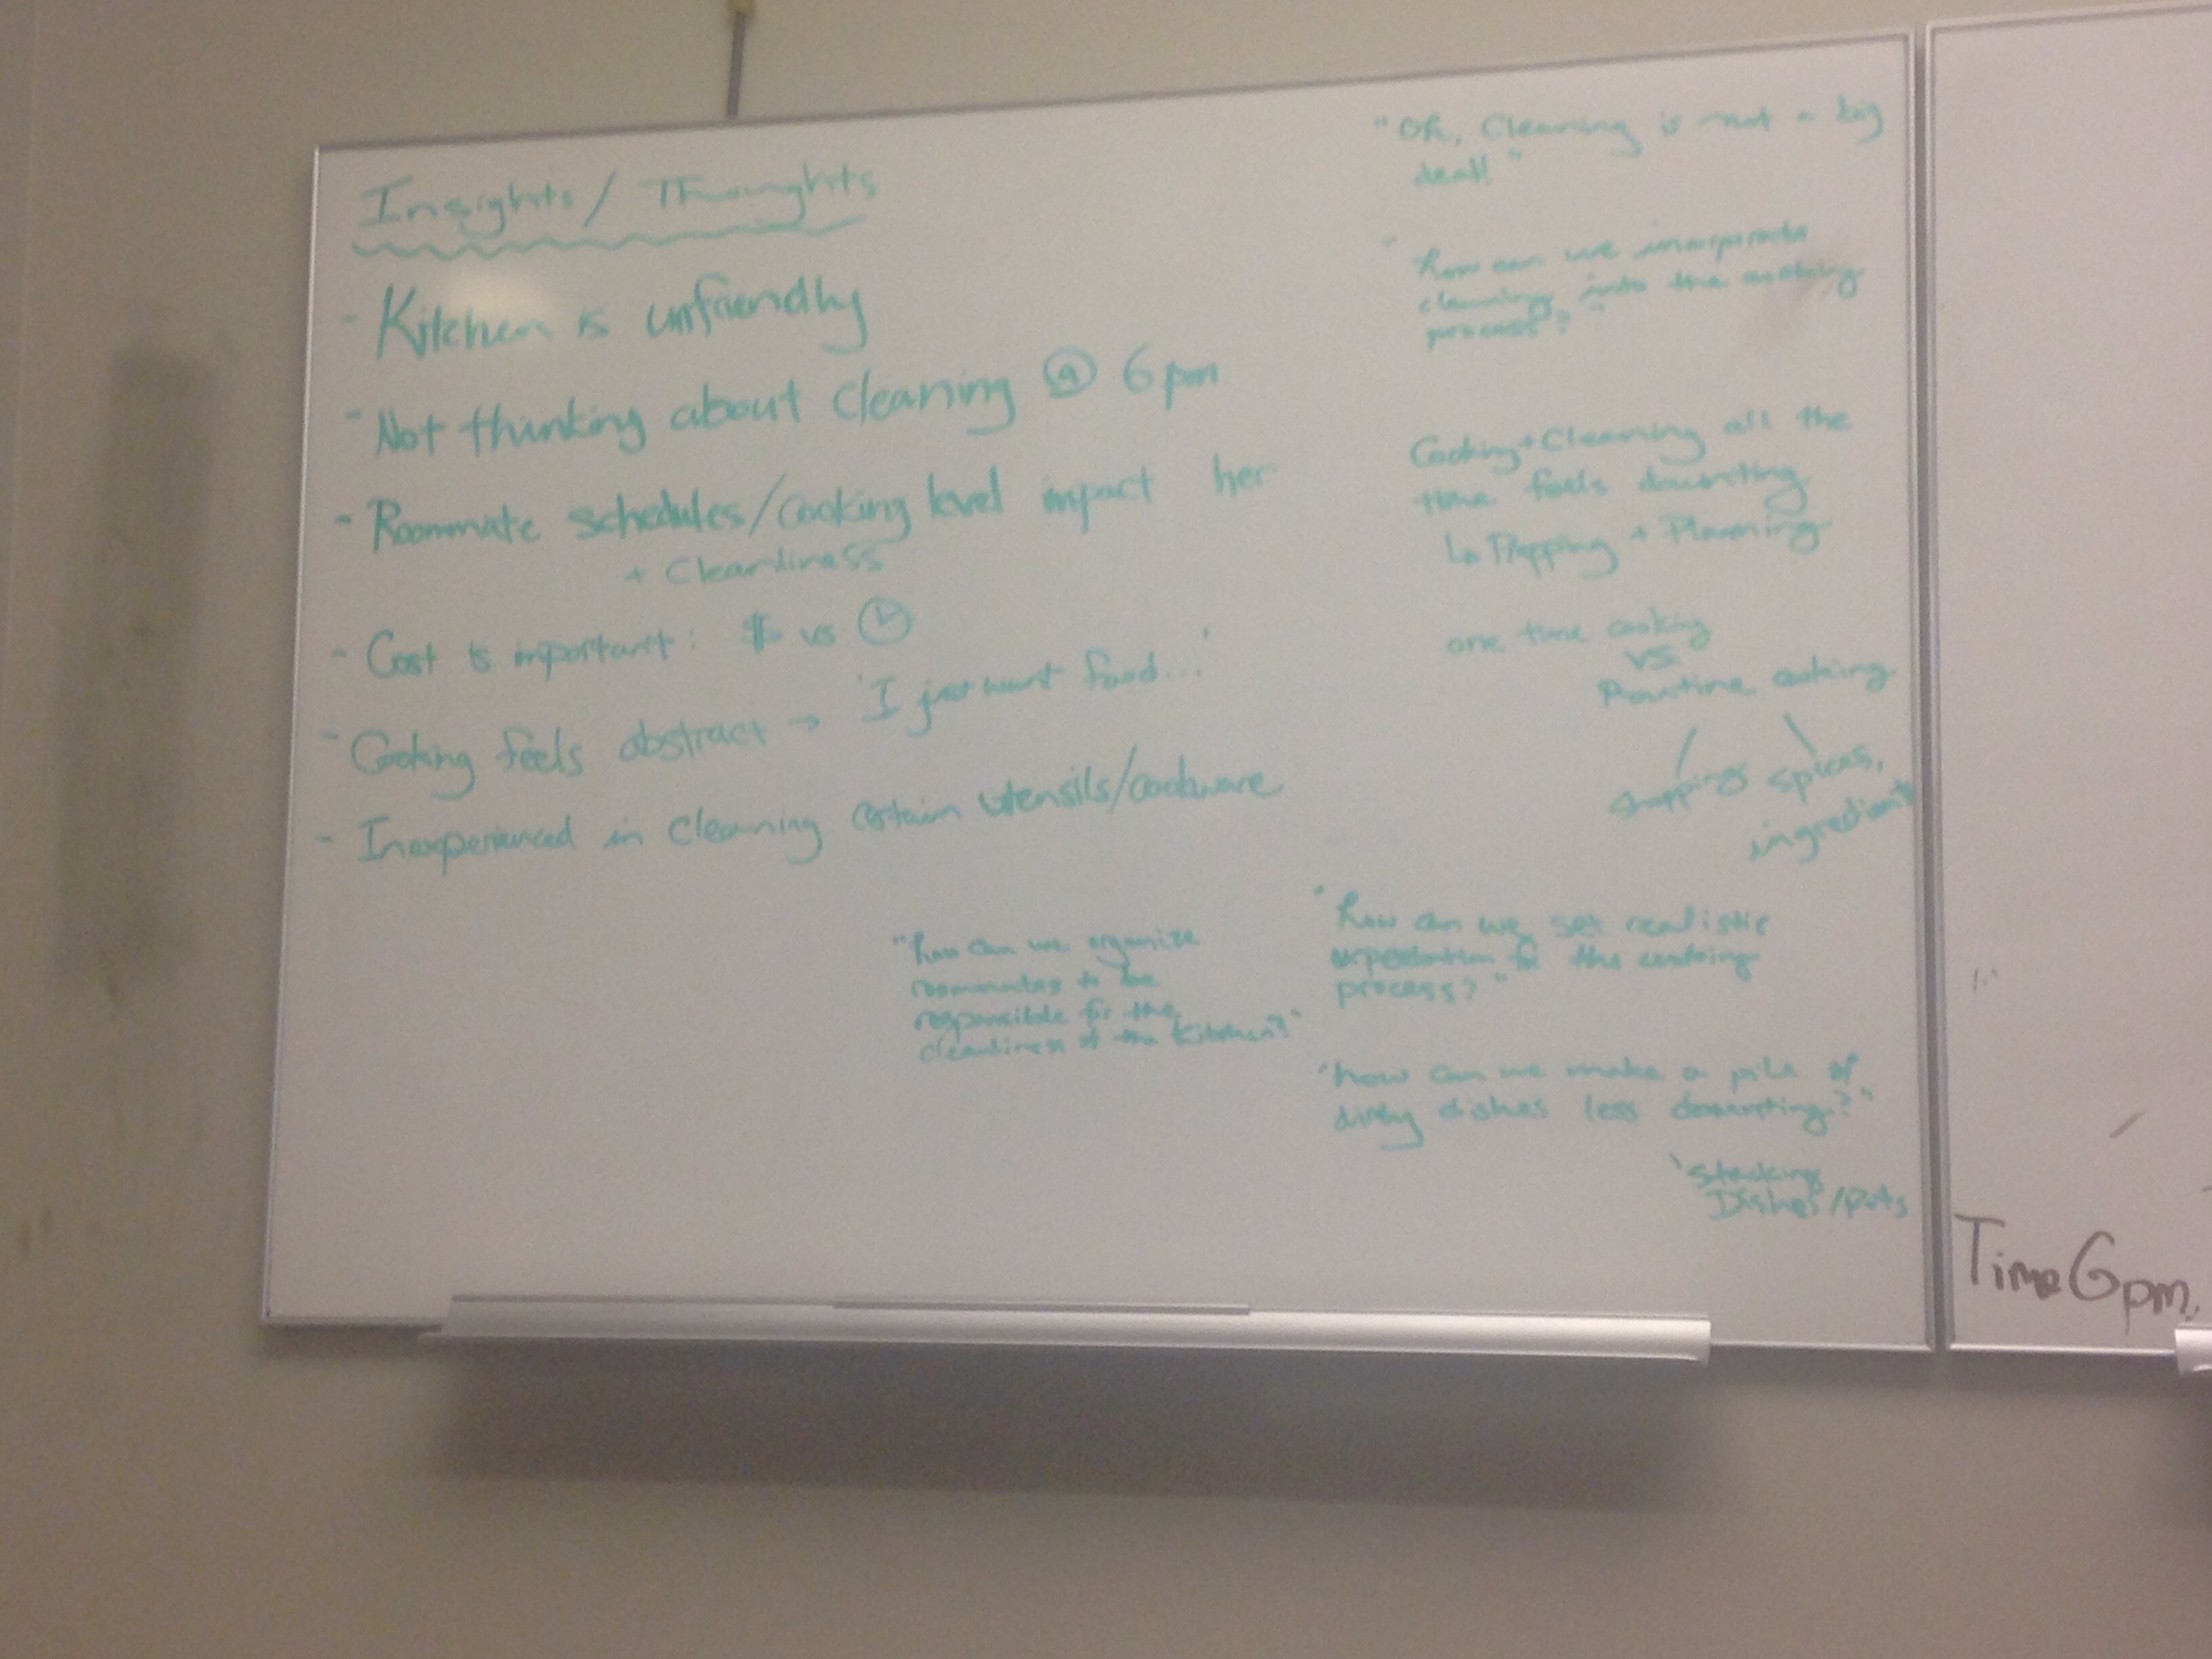 Insights / Thoughts
- Kitchen is unfriendly
- Not thinking about cleaning @ 6pm
- Roommate schedules/cooking level impact her
+ Cleanliness
- Cost is important: $ vs
- Cooking feels abstract → 'I just want food...'
- Inexperienced in cleaning certain utensils/cookware
"how can we organize
roommates to be
responsible for the
cleanliness of the kitchen?"
"Oh, Cleaning is not a big
deal!"
"how can we incorporate
cleaning into the cooking
process?"
Cooking + Cleaning all the
time feels daunting
↳ Prepping + Planning
one time cooking
vs
Routine cooking
spices,
ingredients
"how can we set realistic
expectation for the cooking
process?"
"how can we make a pile of
dirty dishes less daunting?"
stacking
Dishes/pots
Time 6pm.